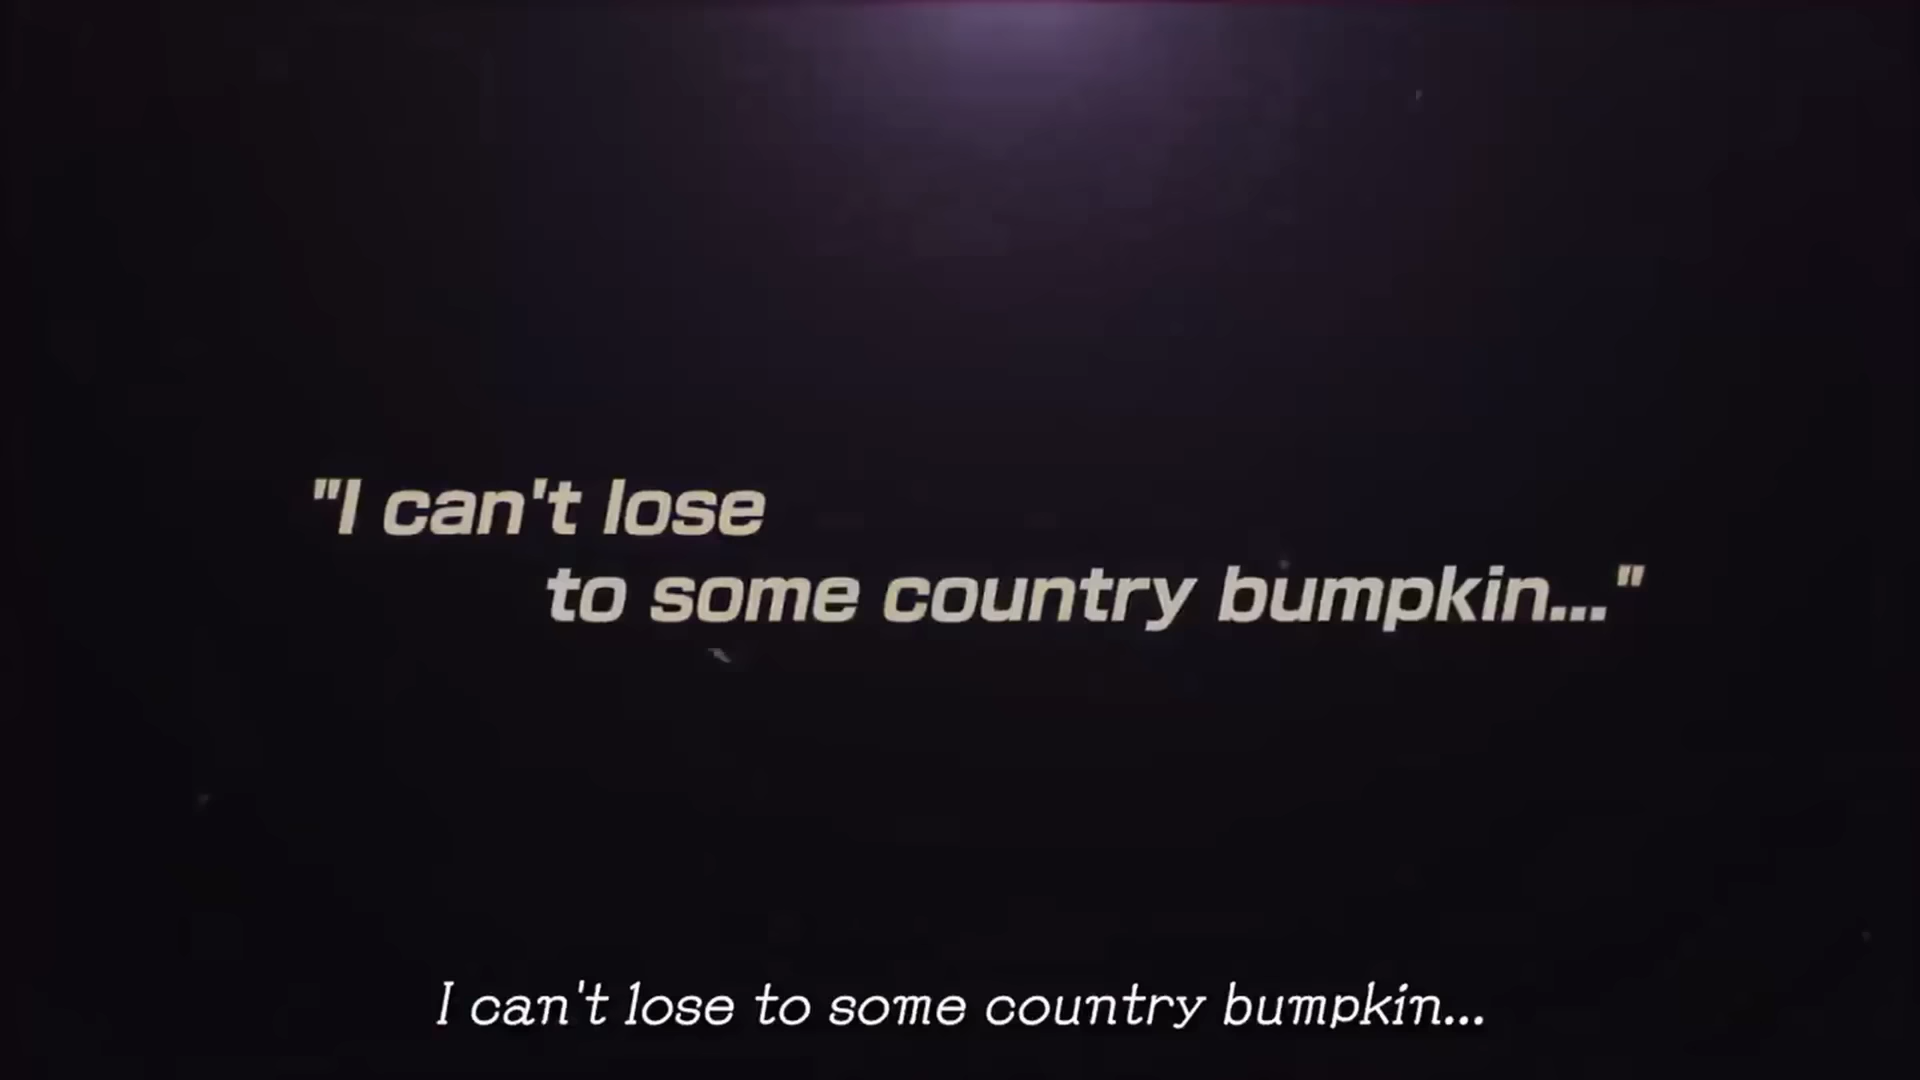 "I can't lose
to some country bumpkin..."
I can't lose to some country bumpkin...